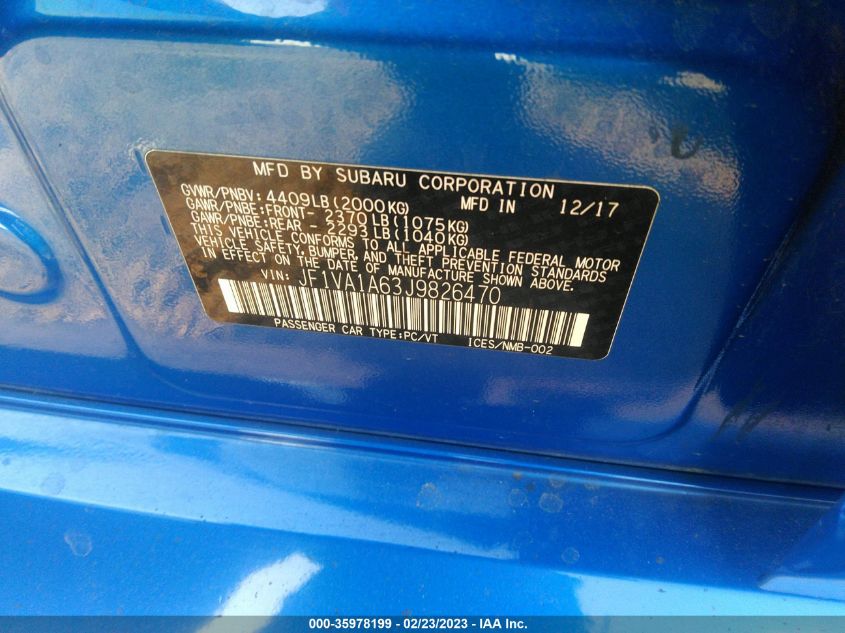 MFD BY SUBARU CORPORATION
GVWR/PNBV: 4409LB(2000KG) MFD IN 12/17
GAWR/PNBE:FRONT- 2370LB(1075KG)
GAWR/PNBE:REAR - 2293LB(1040KG)
THIS VEHICLE CONFORMS TO ALL APPLICABLE FEDERAL MOTOR
VEHICLE SAFETY, BUMPER, AND THEFT PREVENTION STANDARDS
IN EFFECT ON THE DATE OF MANUFACTURE SHOWN ABOVE.
VIN: JF1VA1A63J9826470
PASSENGER CAR TYPE:PC/VT ICES/NMB-002
000-35978199 - 02/23/2023 - IAA Inc.